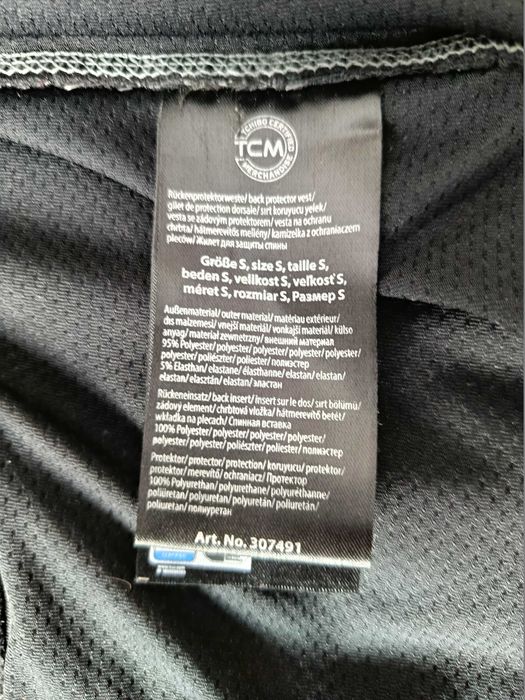 TCHIBO CERTIFIED
TCM
MERCHANDISE
Rückenprotektorweste/ back protector vest/
gilet de protection dorsale/ sırt koruyucu yelek/
vesta se zádovým protektorem/ vesta na ochranu
chrbta/ hátmerevítős mellény/ kamizelka z ochraniaczem
pleców/ Жилет для защиты спины
Größe S, size S, taille S,
beden S, velikost S, veľkosť S,
méret S, rozmiar S, Размер S
Außenmaterial/ outer material/ matériau extérieur/
dış malzemesi/ vnejší materiál/ vonkajší materiál/ külso
anyag/ material zewnetrzny/ внешний материал
95% Polyester/ polyester/ polyester/ polyester/ polyester/
polyester/ poliészter/ poliester/ полиэстер
5% Elasthan/ elastane/ élasthanne/ elastan/ elastan/
elastan/ elasztán/ elastan/ эластан
Rückeneinsatz/ back insert/ insert sur le dos/ sırt bölümü/
zádový element/ chrbtová vložka/ hátmerevítő betét/
wkładka na plecach/ Спинная вставка
100% Polyester/ polyester/ polyester/ polyester/
polyester/ polyester/ poliészter/ poliester/ полиэстер
Protektor/ protector/ protection/ koruyucu/ protektor/
protektor/ merevítő/ ochraniacz/ Протектор
100% Polyurethan/ polyurethane/ polyuréthanne/
poliüretan/ polyuretan/ polyuretán/ poliuretán/
poliuretan/ полиуретан
Art. No. 307491